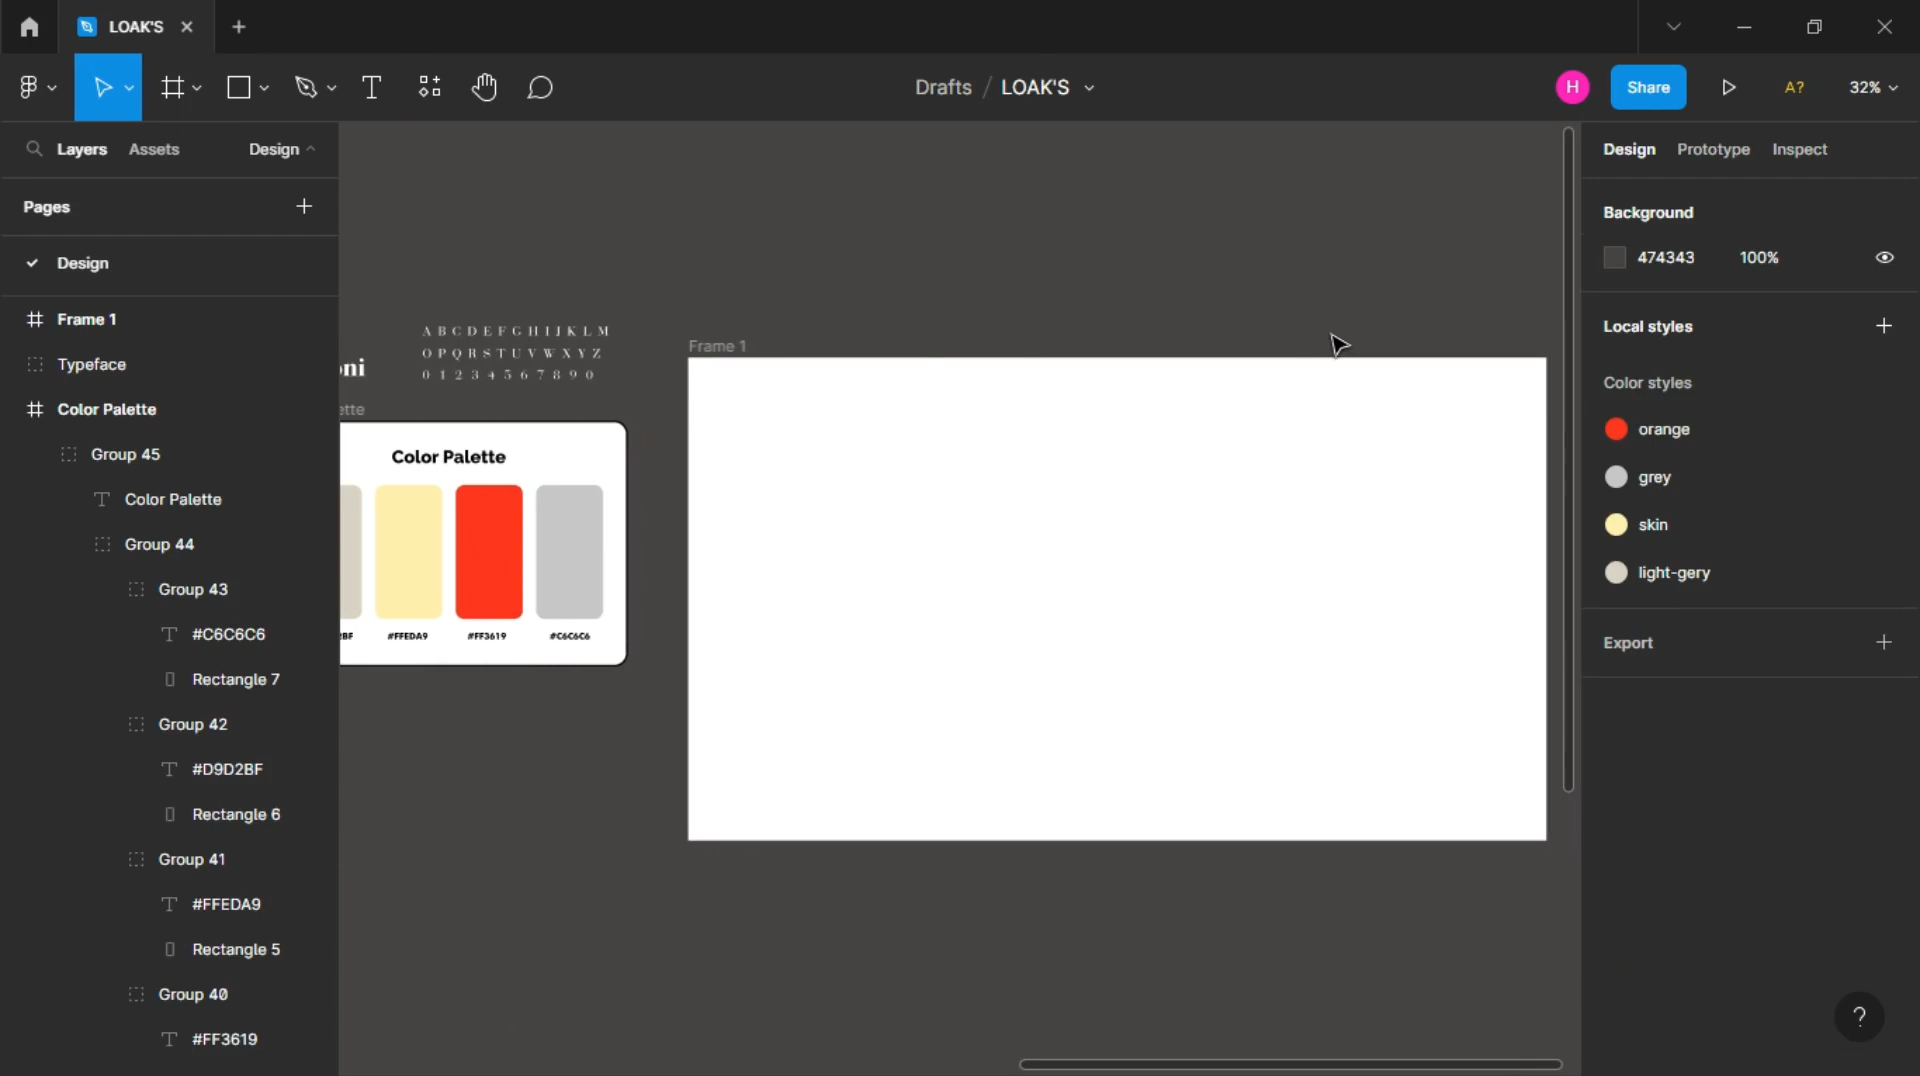 LOAK'S
Drafts / LOAK'S
H
Share
A?
32%
Layers
Assets
Design
Pages
Design
Frame 1
Typeface
Color Palette
Group 45
Color Palette
Group 44
Group 43
#C6C6C6
Rectangle 7
Group 42
#D9D2BF
Rectangle 6
Group 41
#FFEDA9
Rectangle 5
Group 40
#FF3619
oni
A B C D E F G H I J K L M
O P Q R S T U V W X Y Z
0 1 2 3 4 5 6 7 8 9 0
ette
Color Palette
2BF
#FFEDA9
#FF3619
#C6C6C6
Frame 1
Design
Prototype
Inspect
Background
474343
100%
Local styles
Color styles
orange
grey
skin
light-gery
Export
?